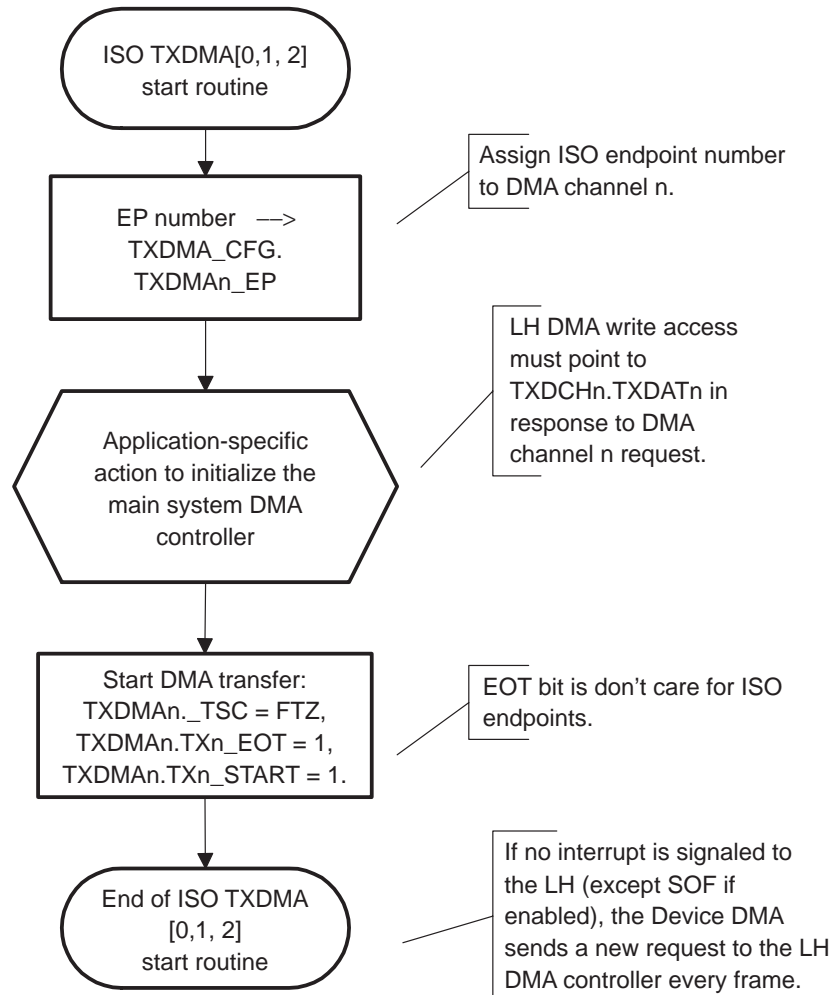 ISO TXDMA[0,1, 2]
start routine
Assign ISO endpoint number
to DMA channel n.
EP number −−>
TXDMA_CFG.
TXDMAn_EP
LH DMA write access
must point to
TXDCHn.TXDATn in
response to DMA
channel n request.
Application-specific
action to initialize the
main system DMA
controller
Start DMA transfer:
TXDMAn._TSC = FTZ,
TXDMAn.TXn_EOT = 1,
TXDMAn.TXn_START = 1.
EOT bit is don’t care for ISO
endpoints.
End of ISO TXDMA
[0,1, 2]
start routine
If no interrupt is signaled to
the LH (except SOF if
enabled), the Device DMA
sends a new request to the LH
DMA controller every frame.